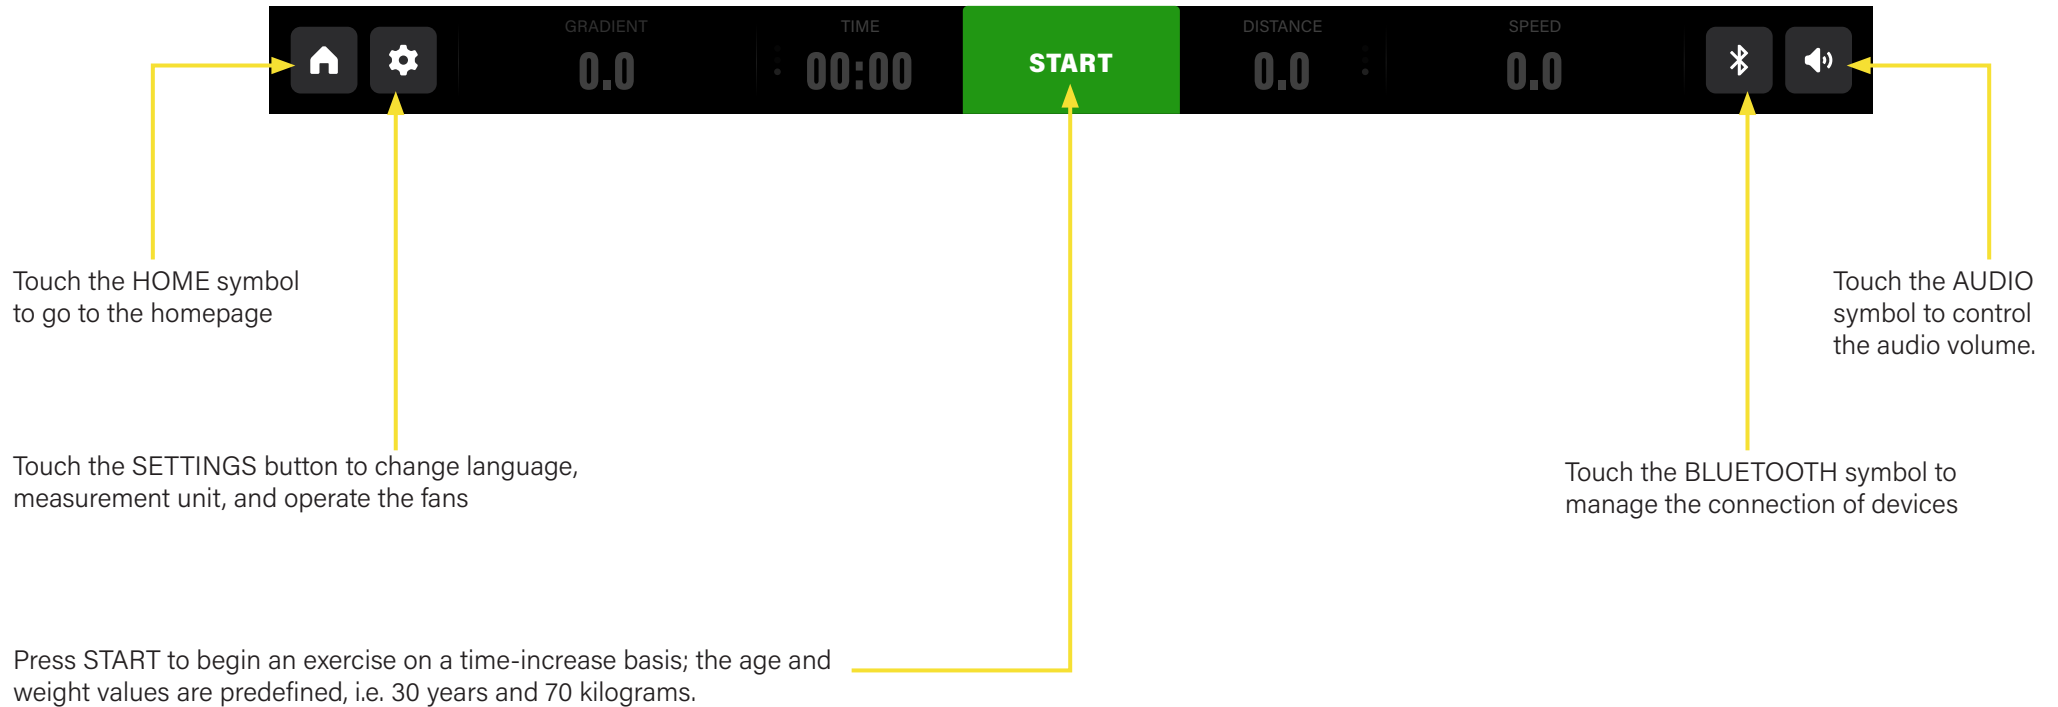 GRADIENT
0.0
TIME
00:00
START
DISTANCE
0.0
SPEED
0.0
Touch the HOME symbol
to go to the homepage
Touch the AUDIO
symbol to control
the audio volume.
Touch the SETTINGS button to change language,
measurement unit, and operate the fans
Touch the BLUETOOTH symbol to
manage the connection of devices
Press START to begin an exercise on a time-increase basis; the age and
weight values are predefined, i.e. 30 years and 70 kilograms.